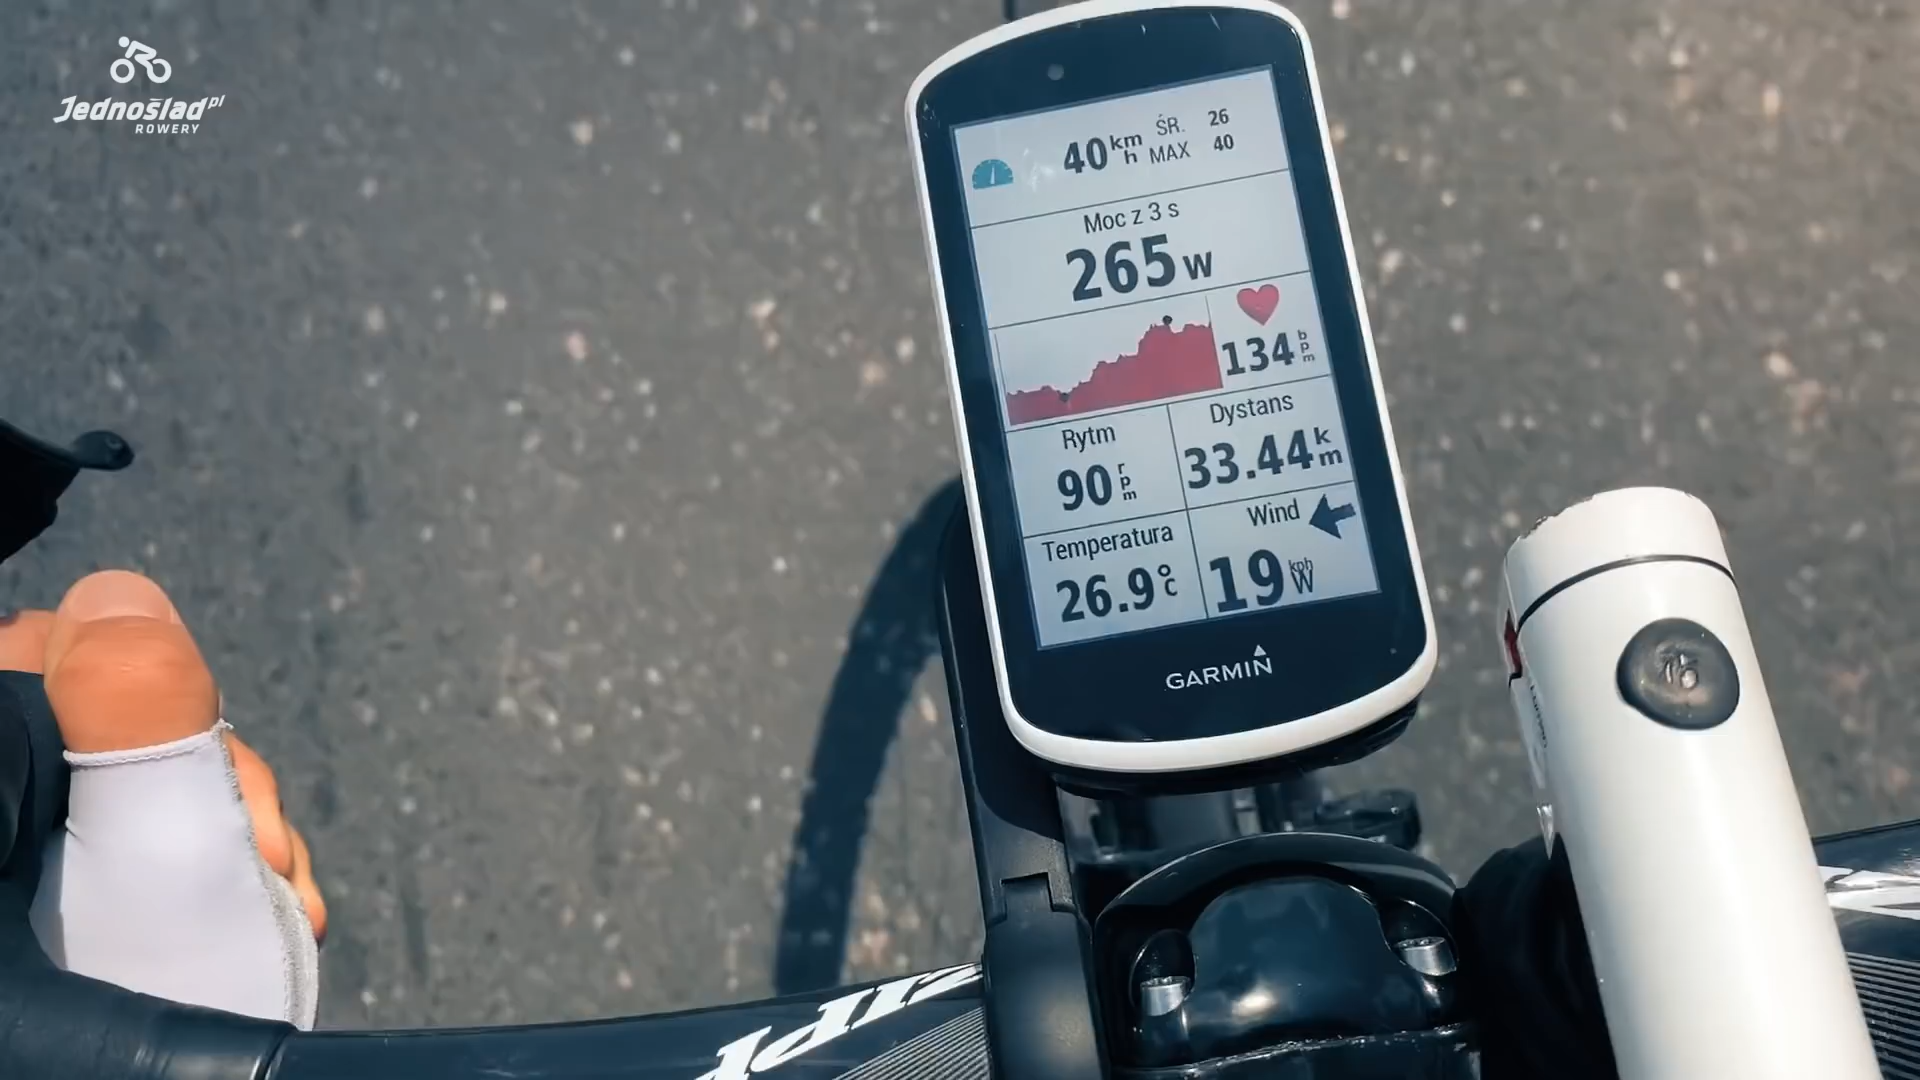 Jednoślad.pl
ROWERY
40 km/h ŚR. 26
MAX 40
Moc z 3 s
265 W
134 bpm
Rytm
90 rpm
Dystans
33.44 km
Temperatura
26.9 °C
Wind
19 kph
W
GARMIN
ZIPP